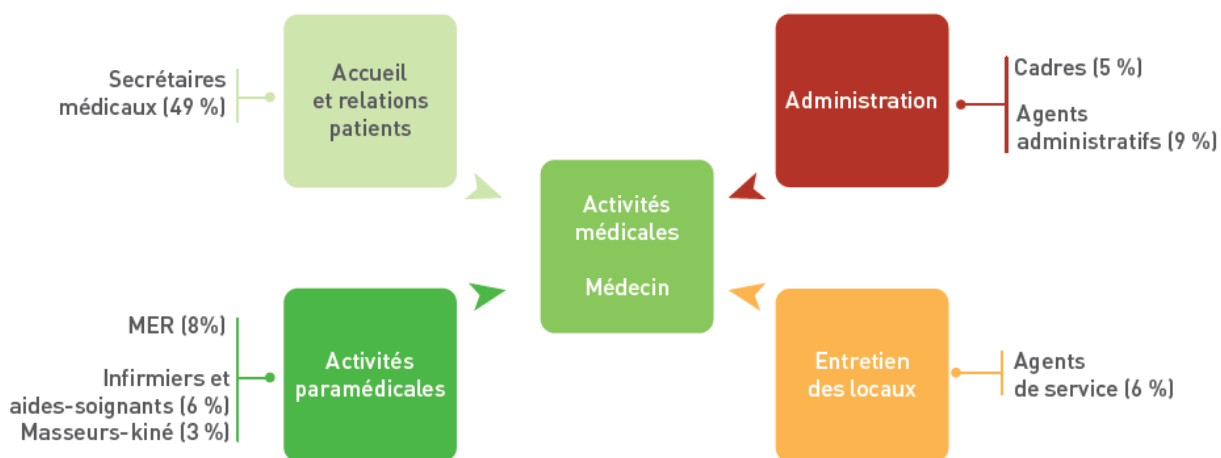 Secrétaires
médicaux (49 %)
Accueil
et relations
patients
Administration
Cadres (5 %)
Agents
administratifs (9 %)
Activités
médicales
Médecin
MER (8%)
Infirmiers et
aides-soignants (6 %)
Masseurs-kiné (3 %)
Activités
paramédicales
Entretien
des locaux
Agents
de service (6 %)